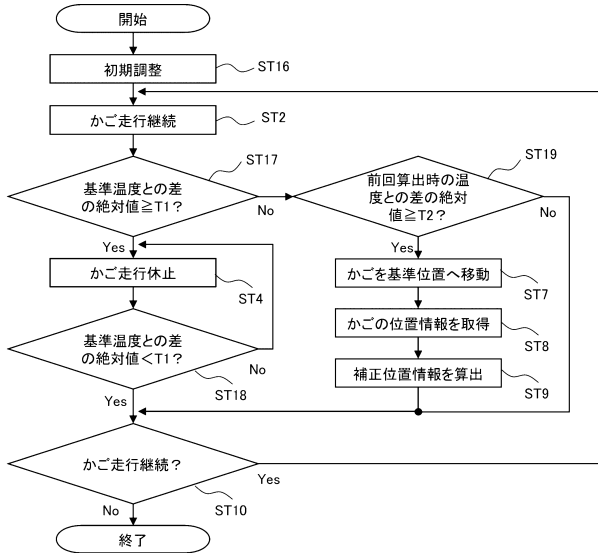 開始
初期調整
ST16
かご走行継続
ST2
基準温度との差
の絶対値≧T1?
ST17
No
Yes
前回算出時の温
度との差の絶対
値≧T2?
ST19
No
Yes
かご走行休止
ST4
かごを基準位置へ移動
ST7
かごの位置情報を取得
ST8
補正位置情報を算出
ST9
基準温度との差
の絶対値<T1?
No
ST18
Yes
かご走行継続?
Yes
ST10
No
終了